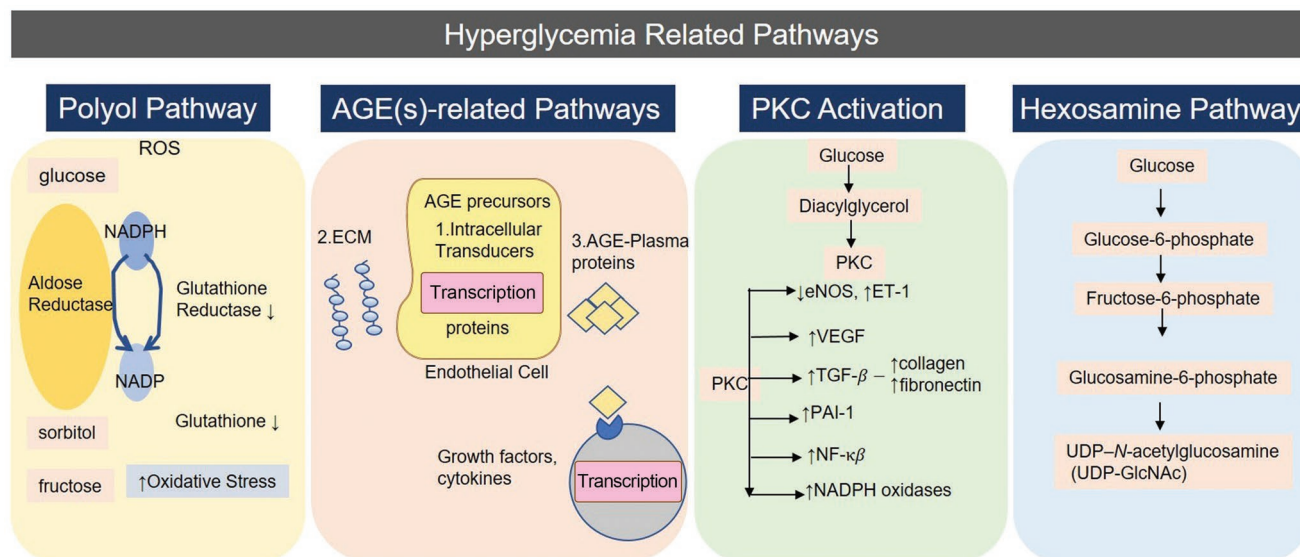 Hyperglycemia Related Pathways
Polyol Pathway
ROS
glucose
NADPH
Aldose
Reductase
Glutathione
Reductase ↓
NADP
Glutathione ↓
sorbitol
fructose
↑Oxidative Stress
AGE(s)-related Pathways
AGE precursors
1.Intracellular
Transducers
Transcription
proteins
Endothelial Cell
2.ECM
3.AGE-Plasma
proteins
Growth factors,
cytokines
Transcription
PKC Activation
Glucose
Diacylglycerol
PKC
PKC
↓eNOS, ↑ET-1
↑VEGF
↑TGF-β – ↑collagen
↑fibronectin
↑PAI-1
↑NF-κβ
↑NADPH oxidases
Hexosamine Pathway
Glucose
Glucose-6-phosphate
Fructose-6-phosphate
Glucosamine-6-phosphate
UDP–N-acetylglucosamine
(UDP-GlcNAc)